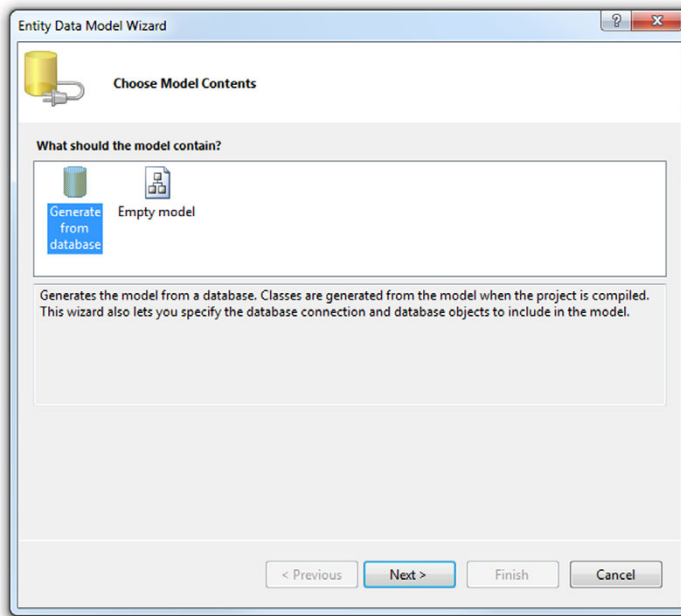 Entity Data Model Wizard
Choose Model Contents
What should the model contain?
Generate from database
Empty model
Generates the model from a database. Classes are generated from the model when the project is compiled.
This wizard also lets you specify the database connection and database objects to include in the model.
< Previous
Next >
Finish
Cancel